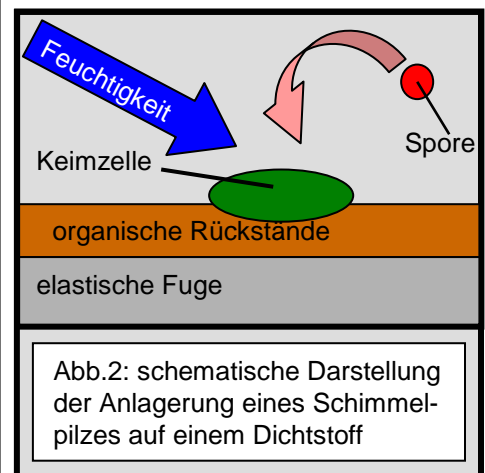 Feuchtigkeit
Spore
Keimzelle
organische Rückstände
elastische Fuge
Abb.2: schematische Darstellung
der Anlagerung eines Schimmel-
pilzes auf einem Dichtstoff